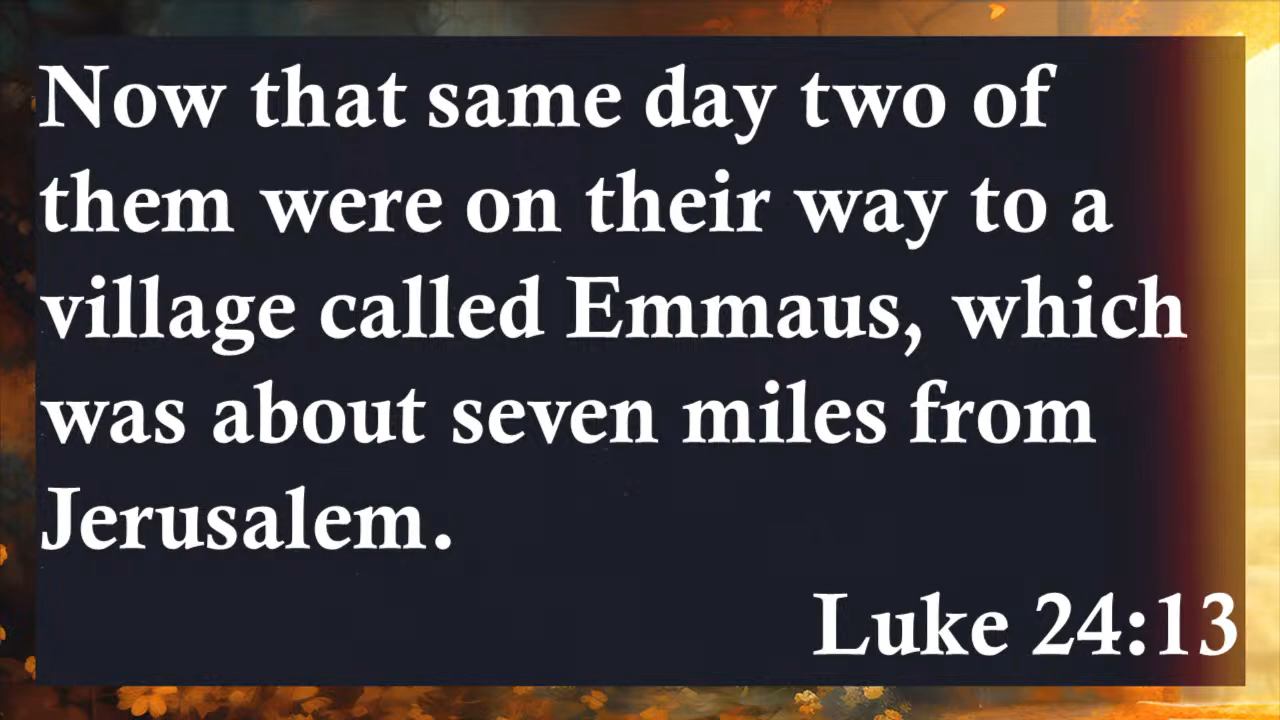 Now that same day two of
them were on their way to a
village called Emmaus, which
was about seven miles from
Jerusalem.
Luke 24:13